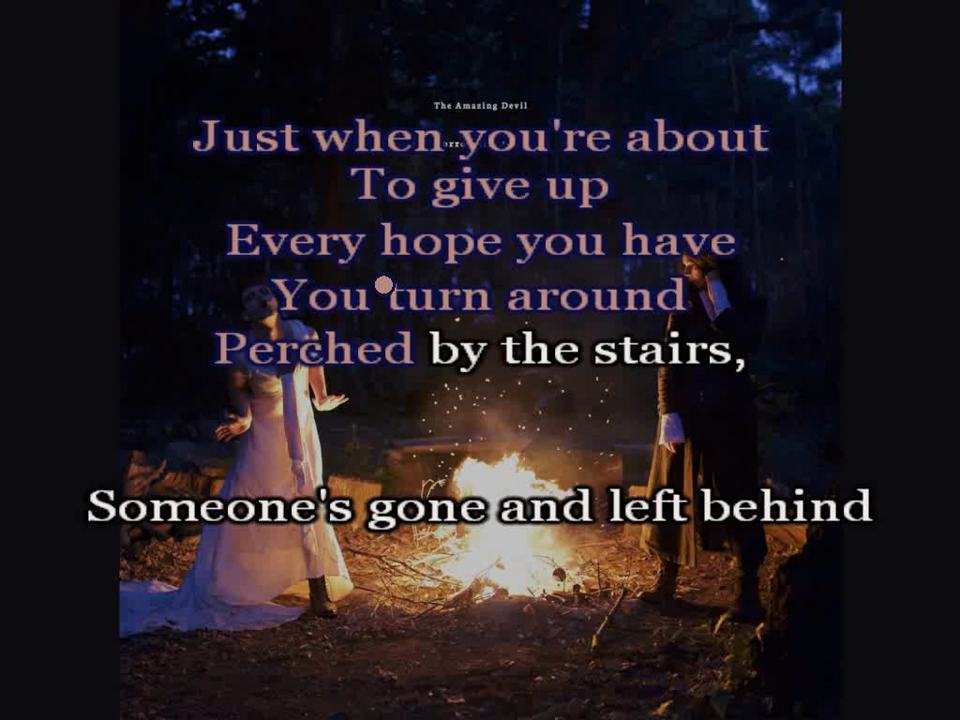 The Amazing Devil
Just when you're about
To give up
Every hope you have
You turn around
Perched by the stairs,
Someone's gone and left behind